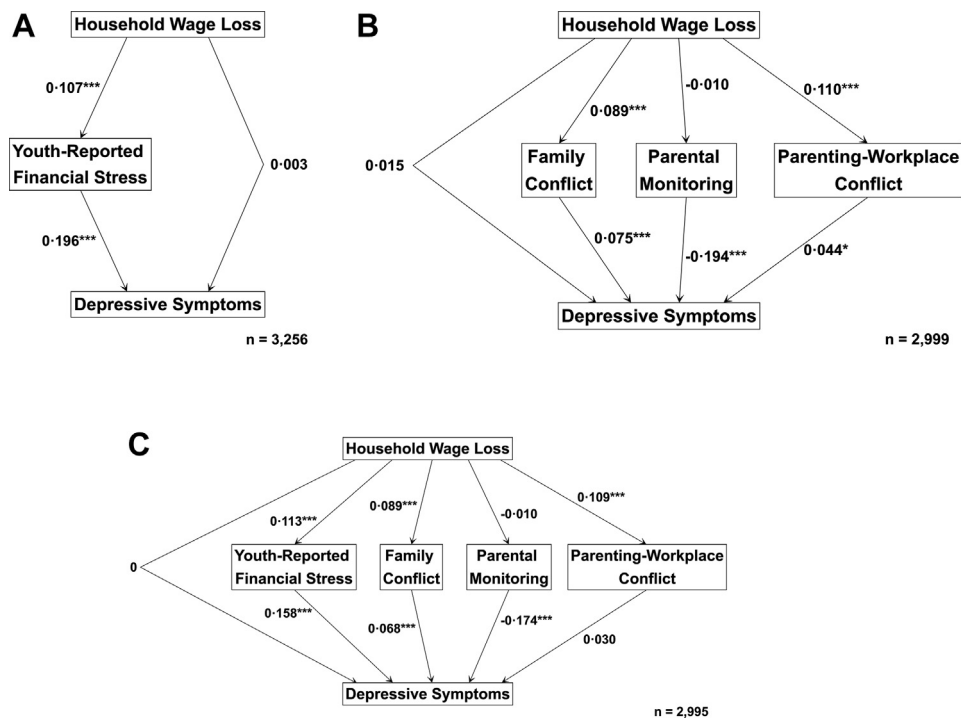 A
Household Wage Loss
0·107***
Youth-Reported
Financial Stress
0·003
0·196***
Depressive Symptoms
n = 3,256
B
Household Wage Loss
0·089***
-0·010
0·110***
0·015
Family
Conflict
Parental
Monitoring
Parenting-Workplace
Conflict
0·075***
-0·194***
0·044*
Depressive Symptoms
n = 2,999
C
Household Wage Loss
0·113***
0·089***
-0·010
0·109***
0
Youth-Reported
Financial Stress
Family
Conflict
Parental
Monitoring
Parenting-Workplace
Conflict
0·158***
0·068***
-0·174***
0·030
Depressive Symptoms
n = 2,995